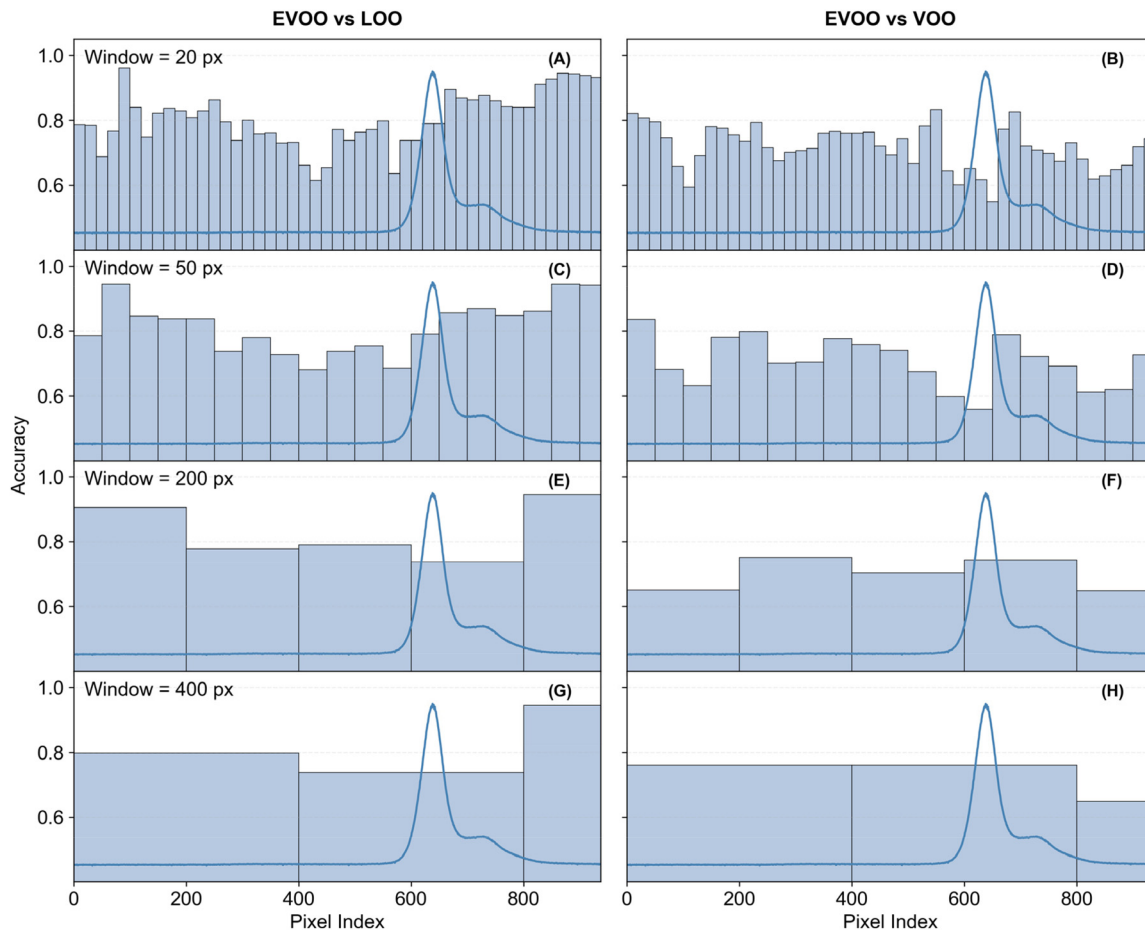 EVOO vs LOO
EVOO vs VOO
Window = 20 px
(A)
(B)
1.0
0.8
0.6
Window = 50 px
(C)
(D)
1.0
0.8
0.6
Accuracy
Window = 200 px
(E)
(F)
1.0
0.8
0.6
Window = 400 px
(G)
(H)
1.0
0.8
0.6
0 200 400 600 800
200 400 600 800
Pixel Index
Pixel Index